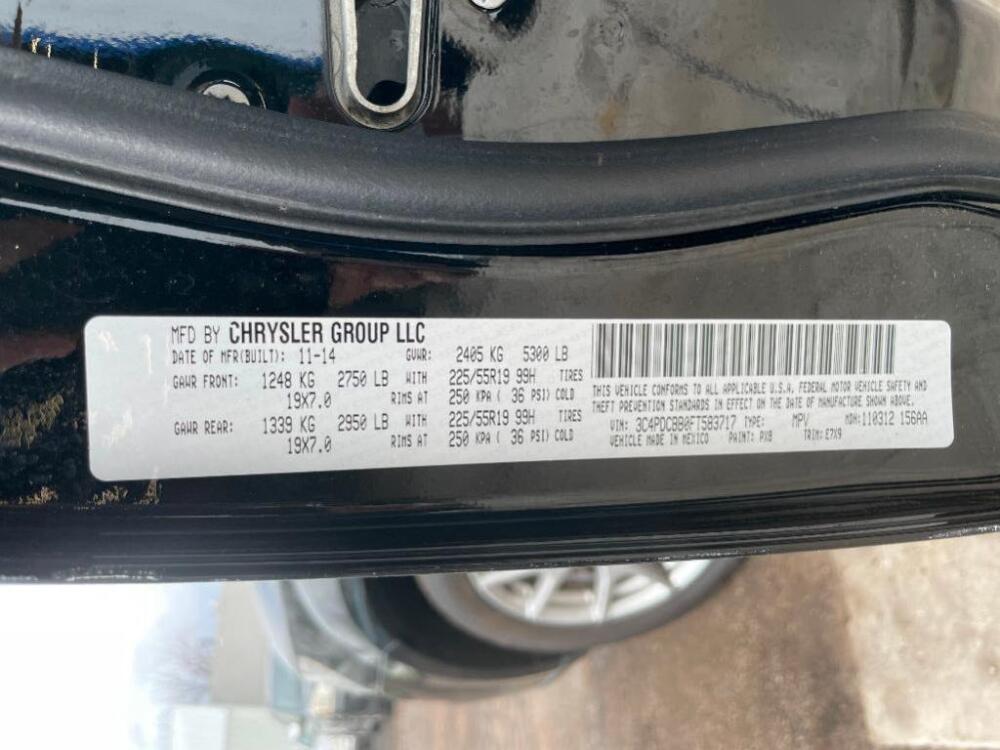 MFD BY CHRYSLER GROUP LLC
DATE OF MFR(BUILT): 11-14 GVWR: 2405 KG 5300 LB
GAWR FRONT: 1248 KG 2750 LB WITH 225/55R19 99H TIRES
19X7.0 RIMS AT 250 KPA ( 36 PSI) COLD
GAWR REAR: 1339 KG 2950 LB WITH 225/55R19 99H TIRES
19X7.0 RIMS AT 250 KPA ( 36 PSI) COLD
THIS VEHICLE CONFORMS TO ALL APPLICABLE U.S.A. FEDERAL MOTOR VEHICLE SAFETY AND
THEFT PREVENTION STANDARDS IN EFFECT ON THE DATE OF MANUFACTURE SHOWN ABOVE.
VIN: 3C4PDCBB0FT583717 TYPE: MPV MDH: 110312 156AA
VEHICLE MADE IN MEXICO PAINT: PX8 TRIM: E7X9